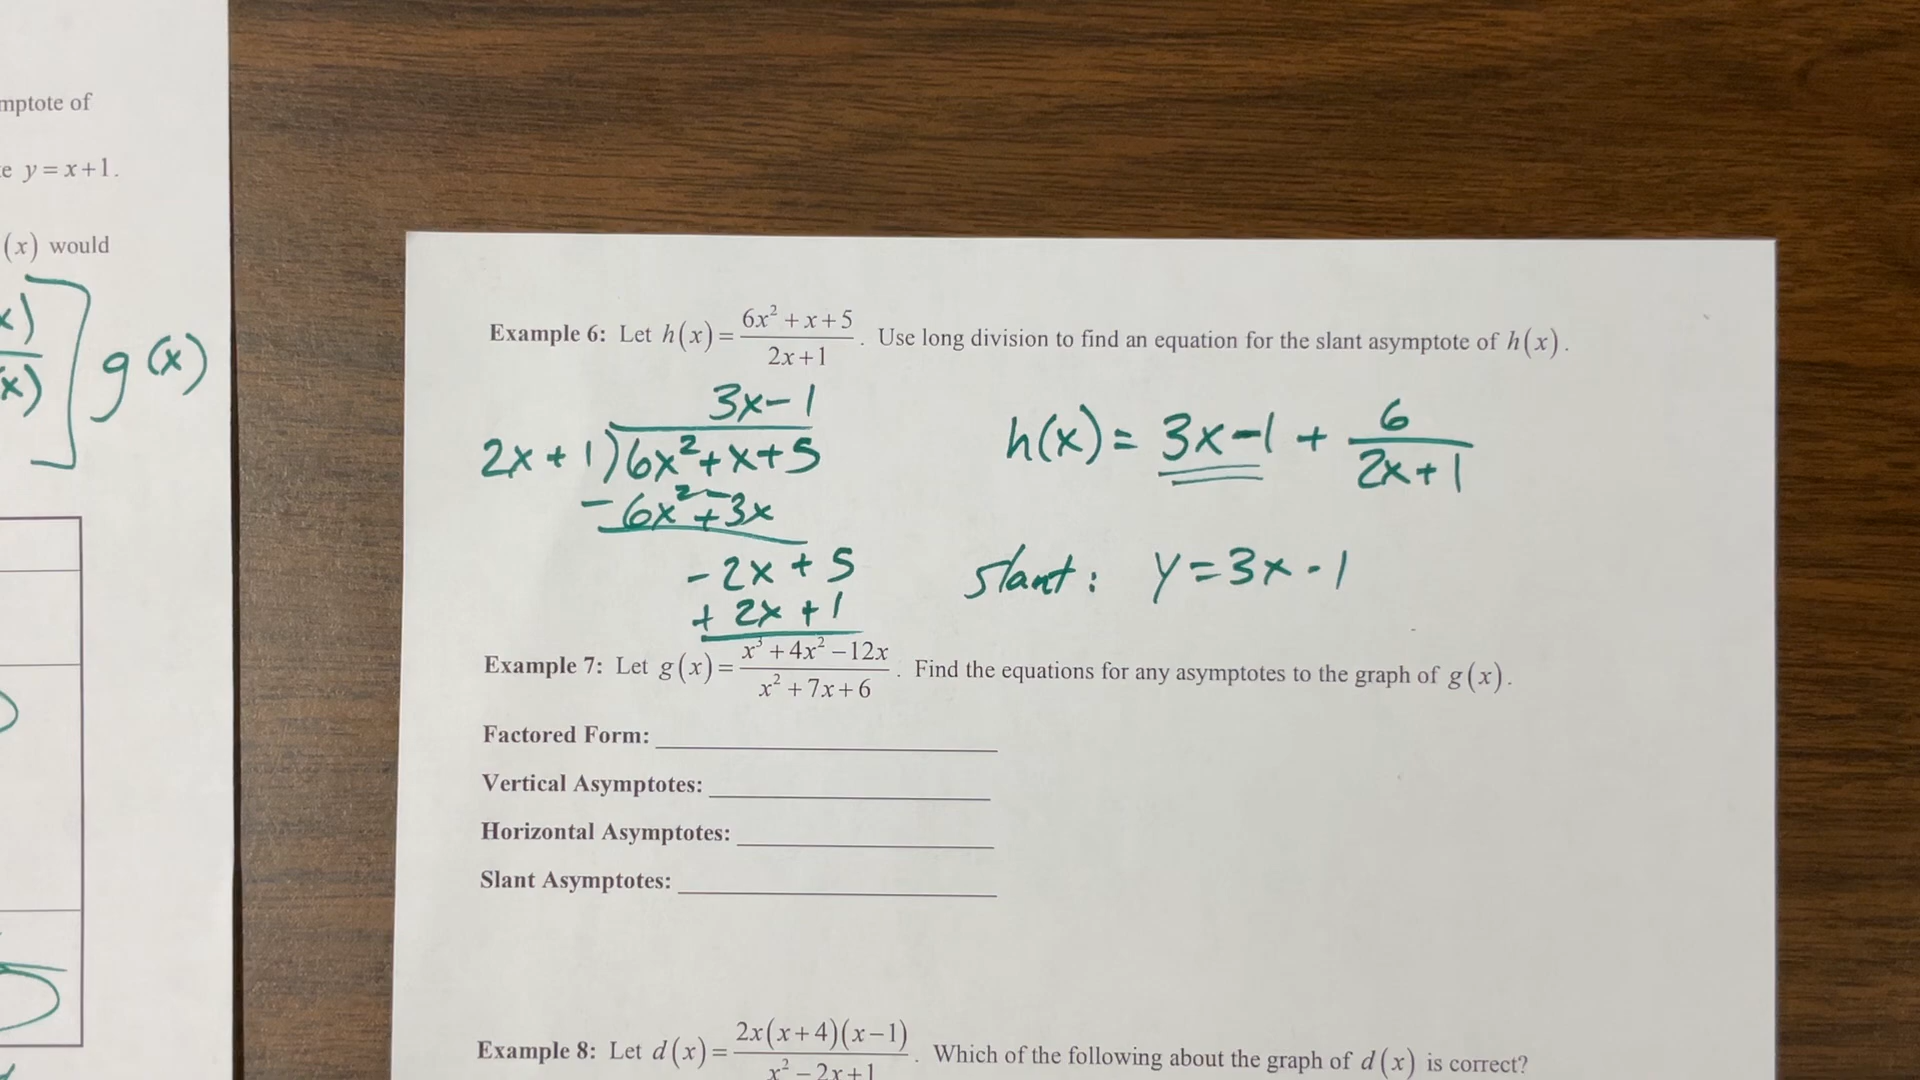 mptote of
e y = x+1.
(x) would
x)
x)
] g(x)
Example 6: Let h(x) = (6x² + x + 5)/(2x + 1). Use long division to find an equation for the slant asymptote of h(x).
3x - 1
2x + 1)6x² + x + 5
- 6x² + 3x
- 2x + 5
+ 2x + 1
h(x) = 3x - 1 + 6/(2x + 1)
slant: y = 3x - 1
Example 7: Let g(x) = (x³ + 4x² - 12x)/(x² + 7x + 6). Find the equations for any asymptotes to the graph of g(x).
Factored Form:
Vertical Asymptotes:
Horizontal Asymptotes:
Slant Asymptotes:
Example 8: Let d(x) = (2x(x+4)(x-1))/(x² - 2x + 1). Which of the following about the graph of d(x) is correct?